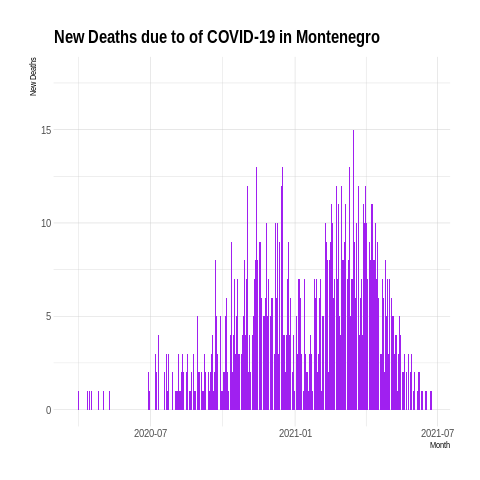 New Deaths due to of COVID-19 in Montenegro
New Deaths
15
10
5
0
2020-07
2021-01
2021-07
Month